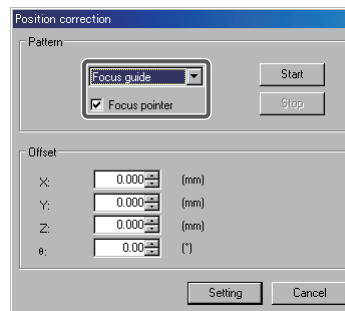 Position correction
Pattern
Focus guide
Start
Focus pointer
Stop
Offset
X: 0.000 (mm)
Y: 0.000 (mm)
Z: 0.000 (mm)
θ: 0.00 (°)
Setting Cancel